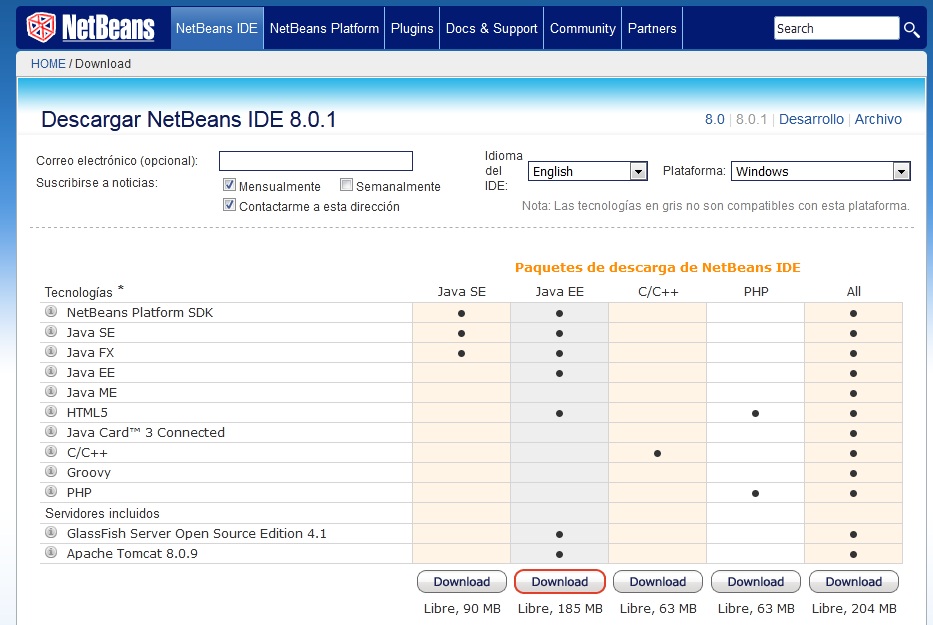 NetBeans
NetBeans IDE NetBeans Platform Plugins Docs & Support Community Partners Search
HOME / Download
Descargar NetBeans IDE 8.0.1
8.0 | 8.0.1 | Desarrollo | Archivo
Correo electrónico (opcional):
Suscribirse a noticias:
Mensualmente Semanalmente
Contactarme a esta dirección
Idioma
del
IDE:
English
Plataforma: Windows
Nota: Las tecnologías en gris no son compatibles con esta plataforma.
Paquetes de descarga de NetBeans IDE
Tecnologías * Java SE Java EE C/C++ PHP All
NetBeans Platform SDK ● ● ●
Java SE ● ● ●
Java FX ● ● ●
Java EE ● ●
Java ME ●
HTML5 ● ● ●
Java Card™ 3 Connected ●
C/C++ ● ●
Groovy ●
PHP ● ●
Servidores incluidos
GlassFish Server Open Source Edition 4.1 ● ●
Apache Tomcat 8.0.9 ● ●
Download Download Download Download Download
Libre, 90 MB Libre, 185 MB Libre, 63 MB Libre, 63 MB Libre, 204 MB